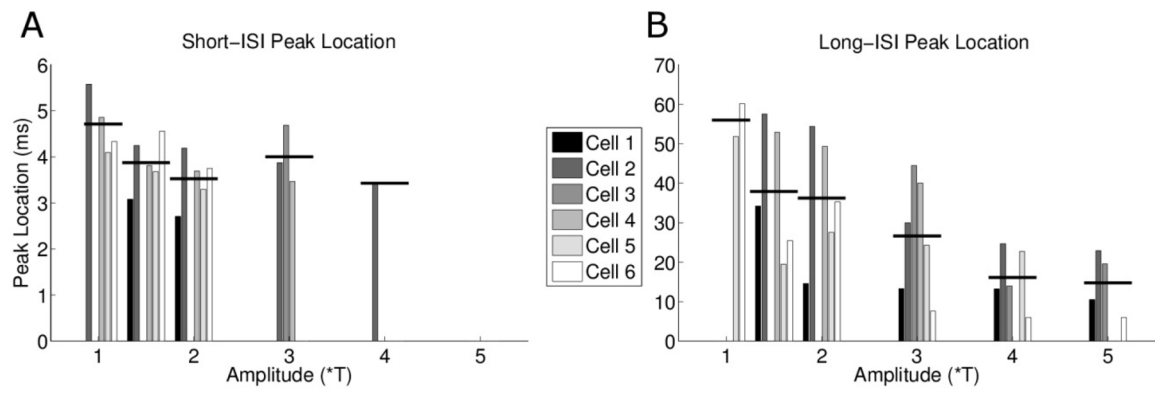 A
Short−ISI Peak Location
Peak Location (ms)
6
5
4
3
2
1
0
1 2 3 4 5
Amplitude (*T)
Cell 1
Cell 2
Cell 3
Cell 4
Cell 5
Cell 6
B
Long−ISI Peak Location
70
60
50
40
30
20
10
0
1 2 3 4 5
Amplitude (*T)